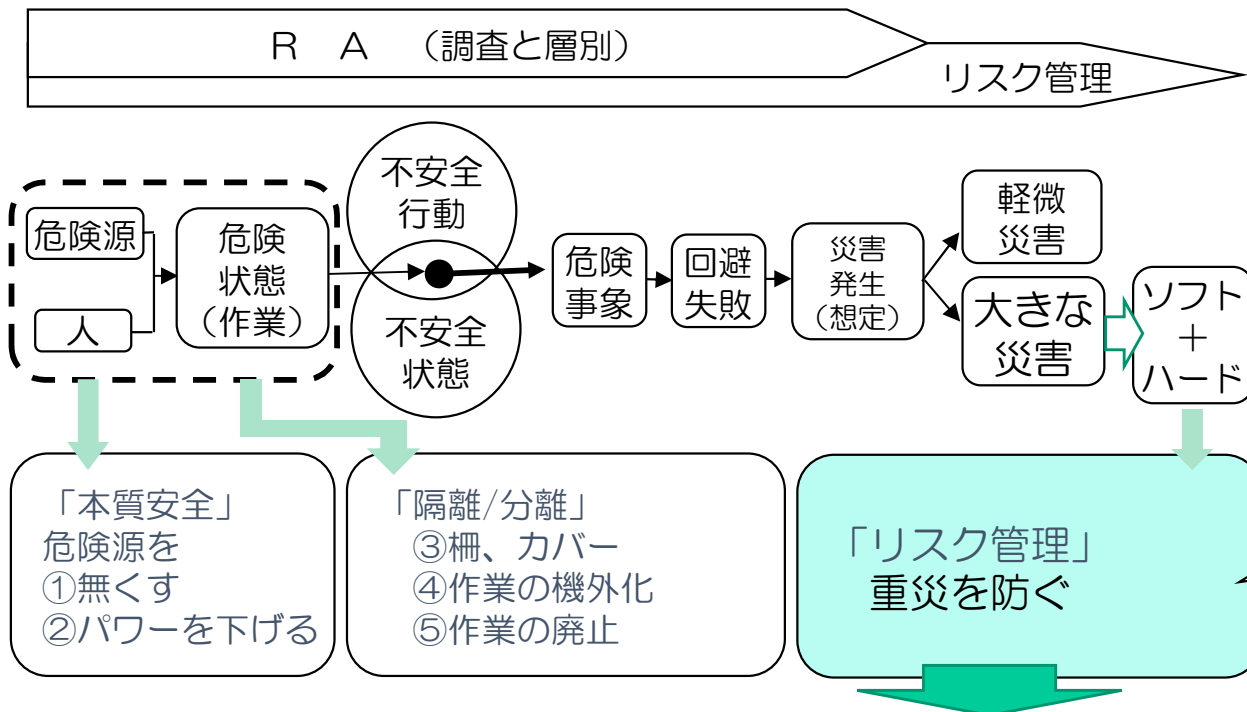 R A （調査と層別）
リスク管理
不安全
行動
危険源
人
危険
状態
（作業）
不安全
状態
危険
事象
回避
失敗
災害
発生
（想定）
軽微
災害
大きな
災害
ソフト
＋
ハード
「本質安全」
危険源を
①無くす
②パワーを下げる
「隔離/分離」
③柵、カバー
④作業の機外化
⑤作業の廃止
「リスク管理」
重災を防ぐ